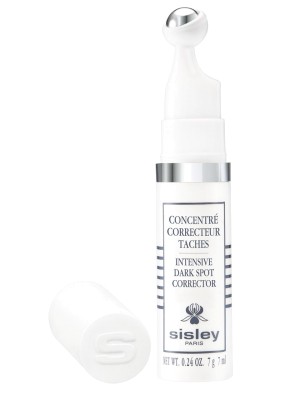 CONCENTRÉ
CORRECTEUR
TACHES
INTENSIVE
DARK SPOT
CORRECTOR
sisley
PARIS
NET WT. 0.24 OZ. 7 g 7 ml
S